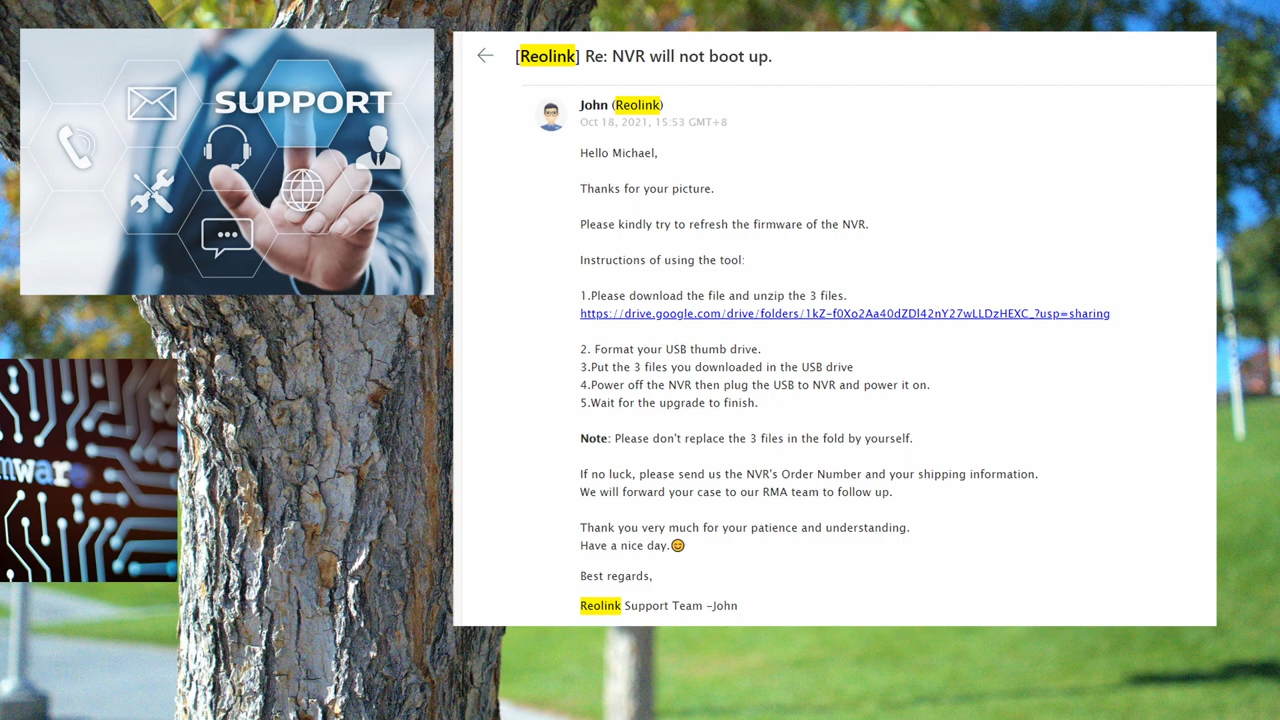 SUPPORT
mware
[Reolink] Re: NVR will not boot up.
John (Reolink)
Oct 18, 2021, 15:53 GMT+8
Hello Michael,
Thanks for your picture.
Please kindly try to refresh the firmware of the NVR.
Instructions of using the tool:
1.Please download the file and unzip the 3 files.
https://drive.google.com/drive/folders/1kZ-f0Xo2Aa40dZDl42nY27wLLDzHEXC_?usp=sharing
2. Format your USB thumb drive.
3.Put the 3 files you downloaded in the USB drive
4.Power off the NVR then plug the USB to NVR and power it on.
5.Wait for the upgrade to finish.
Note: Please don't replace the 3 files in the fold by yourself.
If no luck, please send us the NVR's Order Number and your shipping information.
We will forward your case to our RMA team to follow up.
Thank you very much for your patience and understanding.
Have a nice day.😊
Best regards,
Reolink Support Team -John